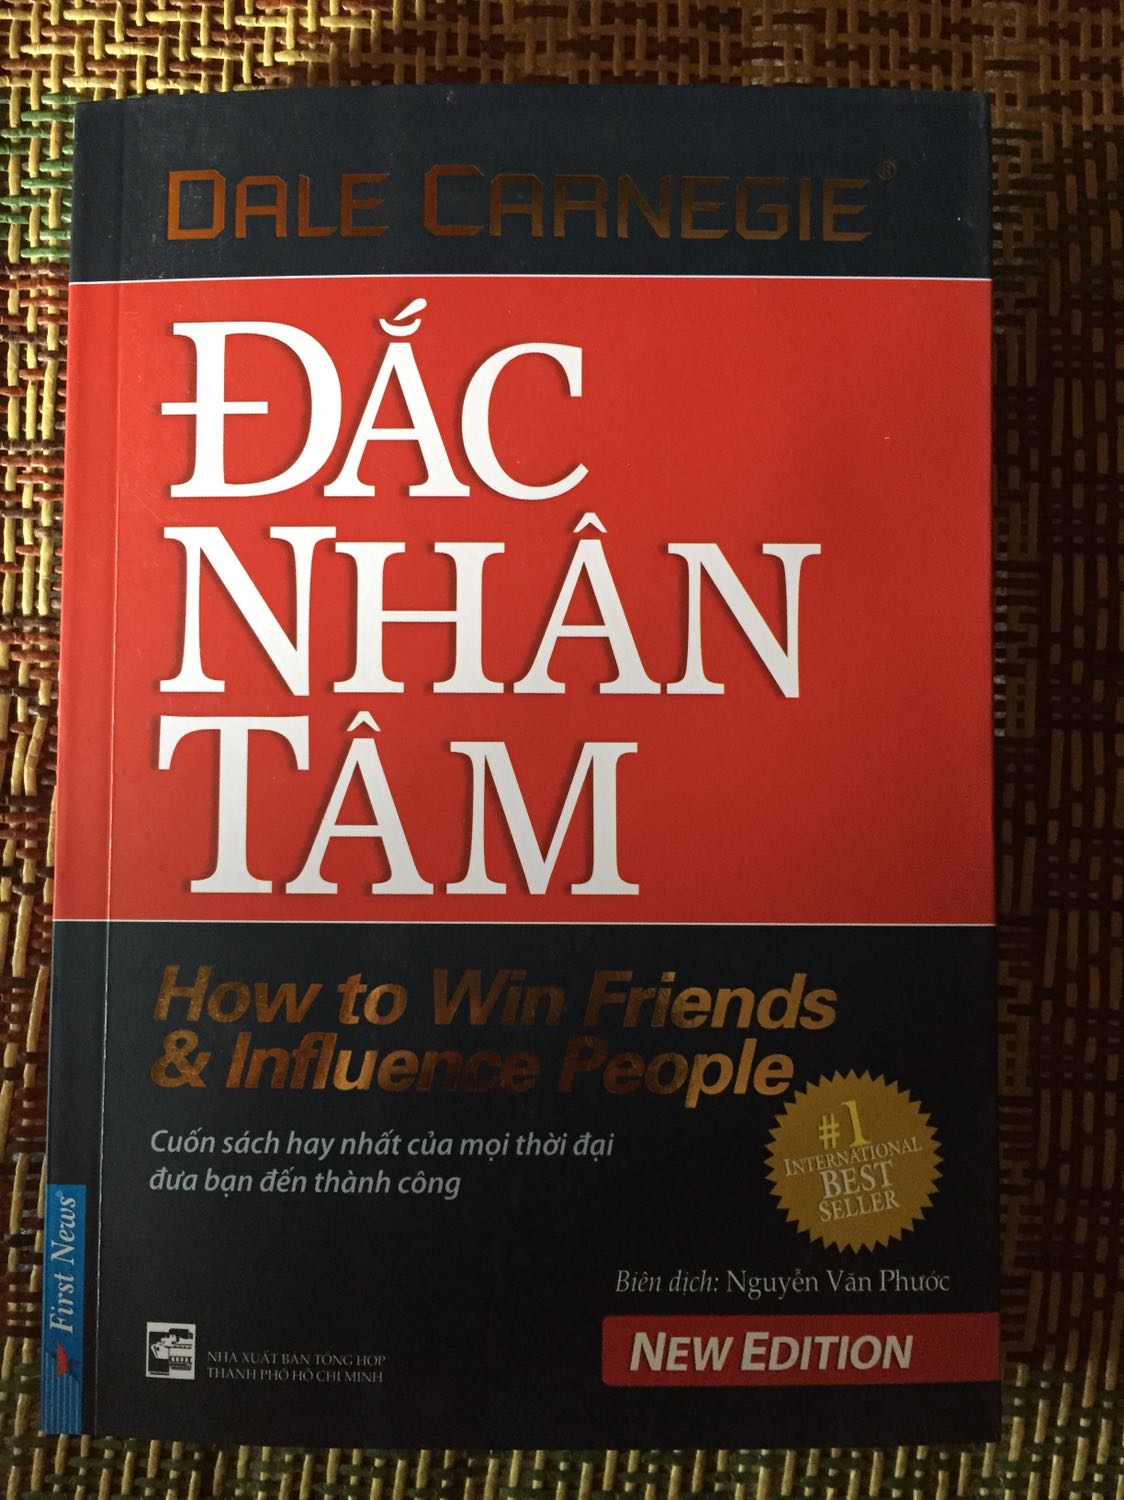 DALE CARNEGIE®
ĐẮC
NHÂN
TÂM
How to Win Friends
& Influence People
Cuốn sách hay nhất của mọi thời đại
đưa bạn đến thành công
#1
INTERNATIONAL
BEST
SELLER
Biên dịch: Nguyễn Văn Phước
NEW EDITION
First News®
NHÀ XUẤT BẢN TỔNG HỢP
THÀNH PHỐ HỒ CHÍ MINH